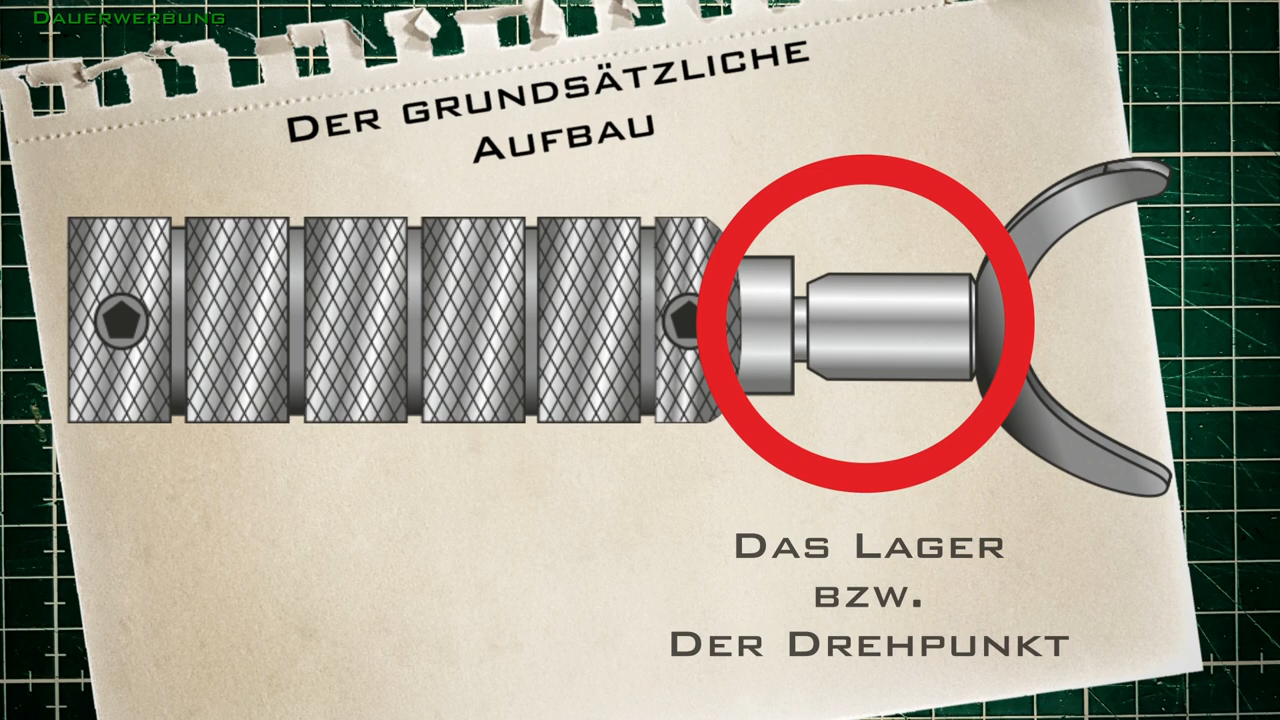 Dauerwerbung
Der grundsätzliche
Aufbau
Das Lager
bzw.
Der Drehpunkt